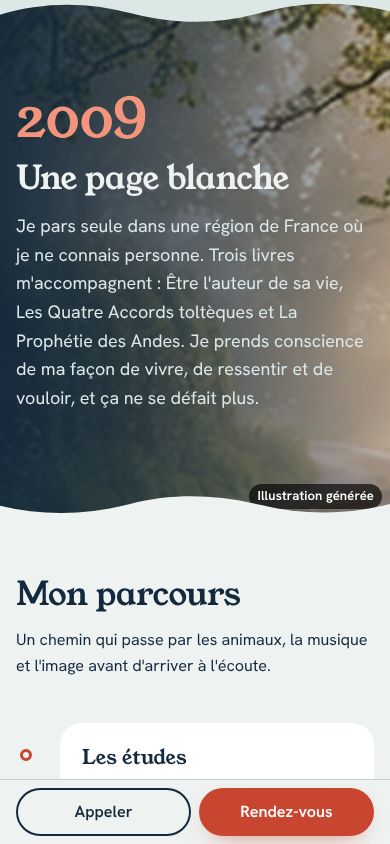 2009
Une page blanche
Je pars seule dans une région de France où
je ne connais personne. Trois livres
m'accompagnent : Être l'auteur de sa vie,
Les Quatre Accords toltèques et La
Prophétie des Andes. Je prends conscience
de ma façon de vivre, de ressentir et de
vouloir, et ça ne se défait plus.
Illustration générée
Mon parcours
Un chemin qui passe par les animaux, la musique
et l'image avant d'arriver à l'écoute.
Les études
Appeler
Rendez-vous